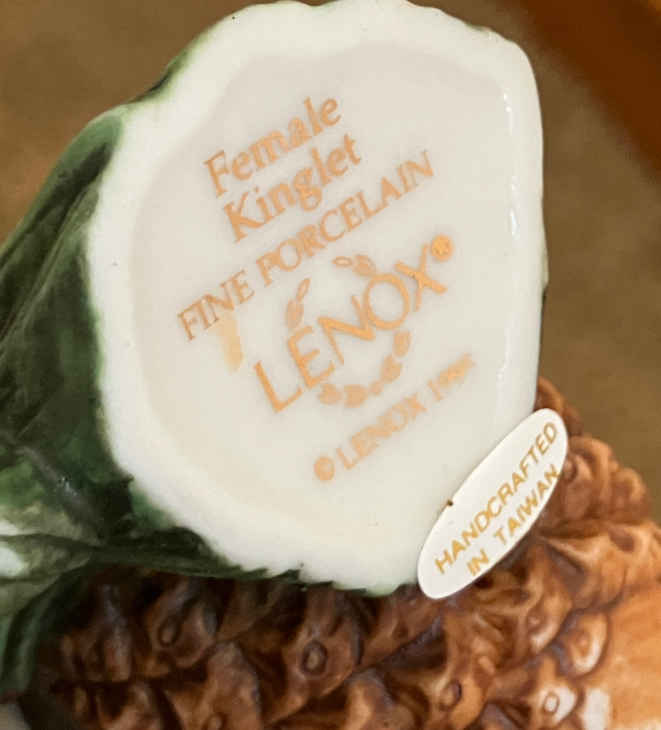 Female
Kinglet
FINE PORCELAIN
LENOX®
© LENOX
HANDCRAFTED
IN TAIWAN